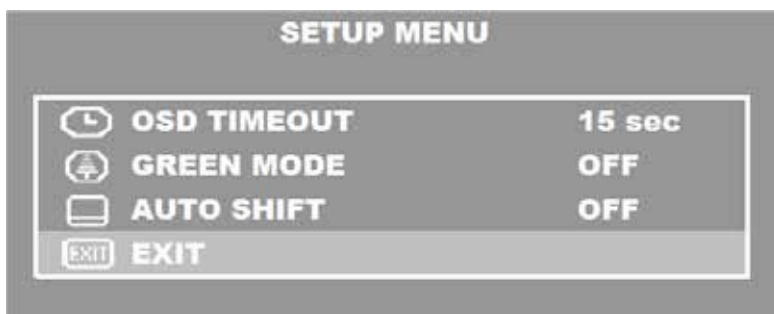 SETUP MENU
OSD TIMEOUT 15 sec
GREEN MODE OFF
AUTO SHIFT OFF
EXIT EXIT